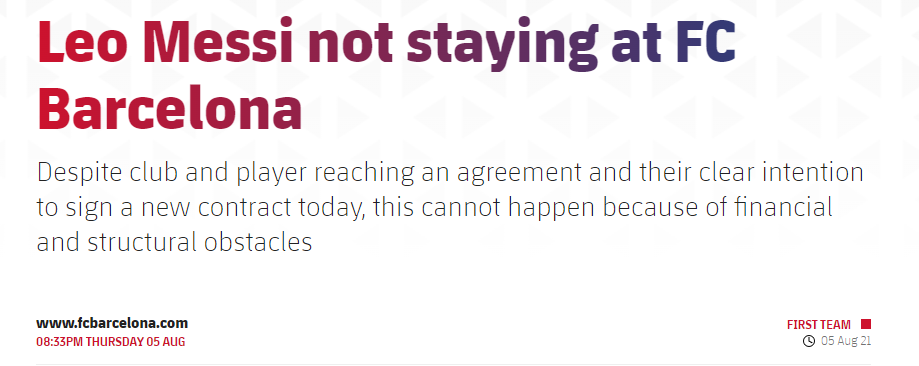 Leo Messi not staying at FC
Barcelona
Despite club and player reaching an agreement and their clear intention
to sign a new contract today, this cannot happen because of financial
and structural obstacles
www.fcbarcelona.com
08:33PM THURSDAY 05 AUG
FIRST TEAM
05 Aug 21